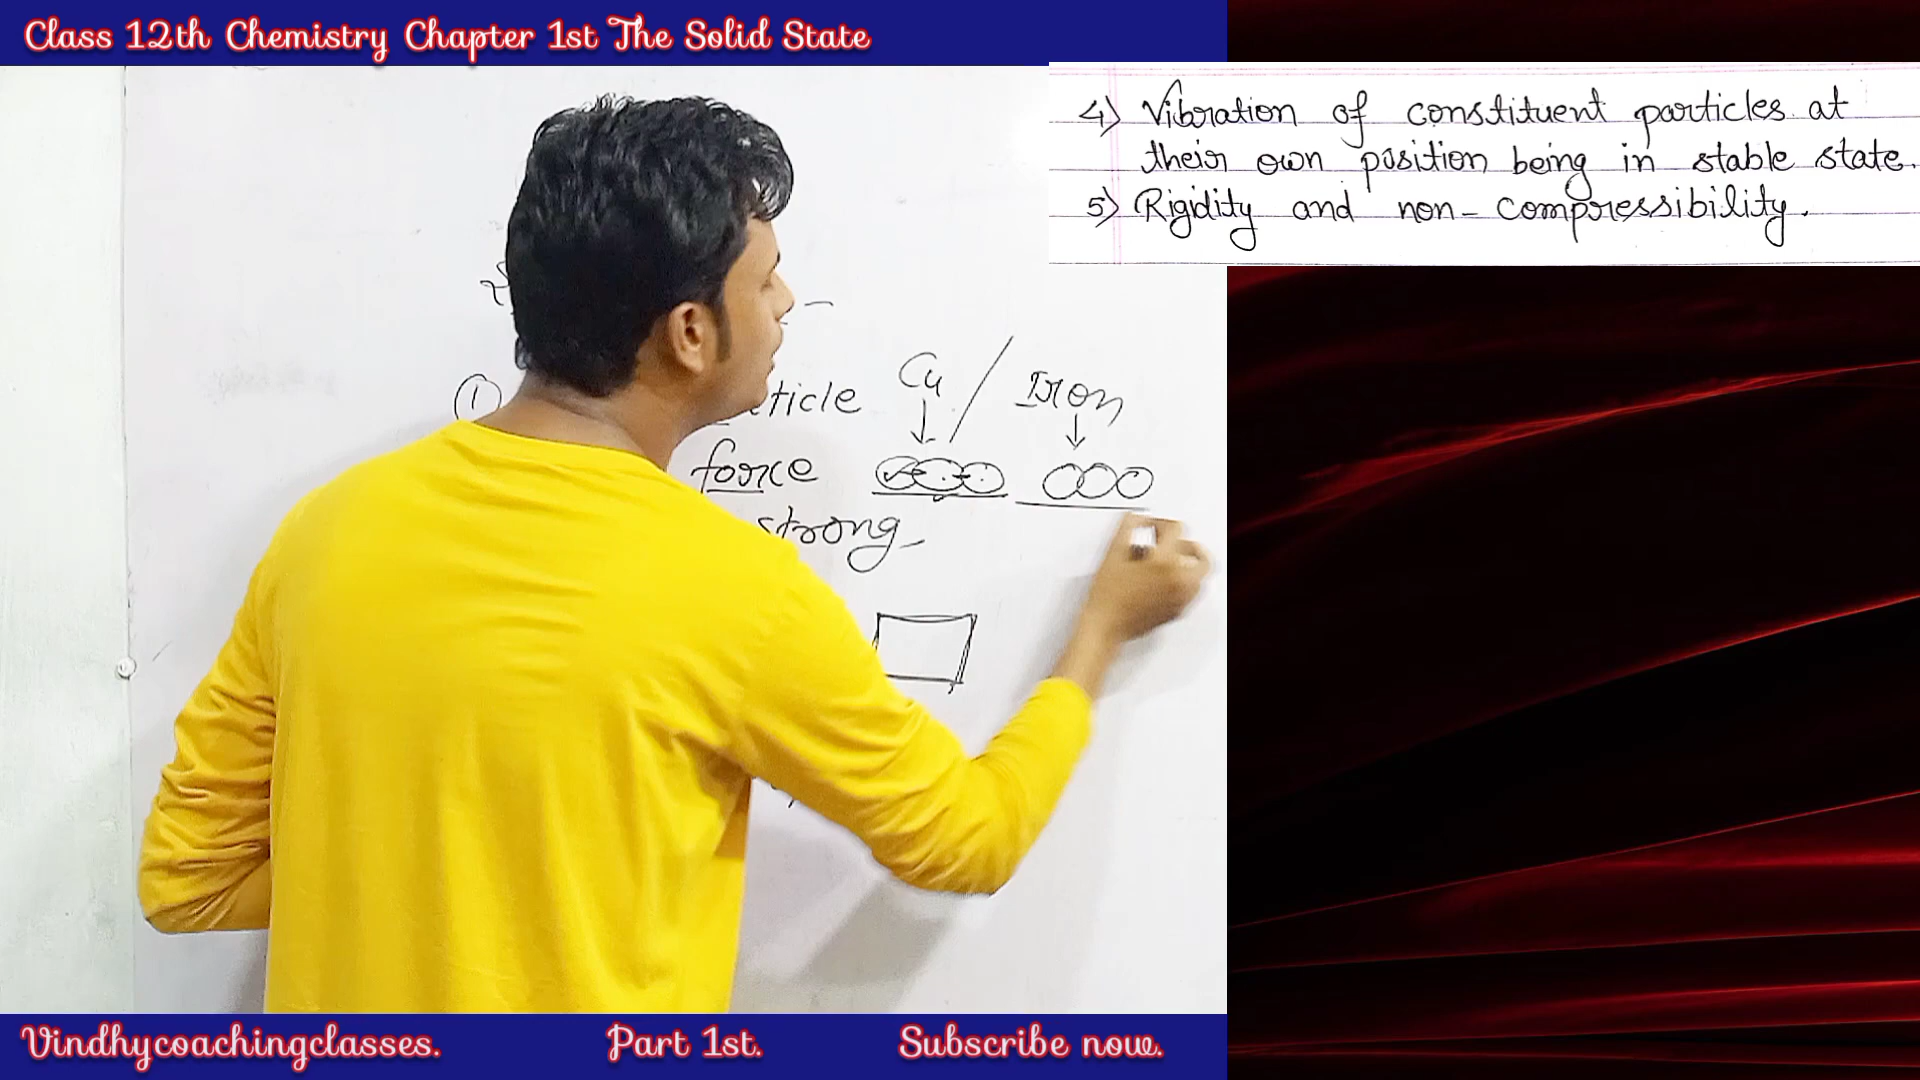 Class 12th Chemistry Chapter 1st The Solid State
4) Vibration of constituent particles at
their own position being in stable state.
5) Rigidity and non-compressibility.
Cu / Iron
①
ticle
force
strong
Vindhycoachingclasses. Part 1st. Subscribe now.